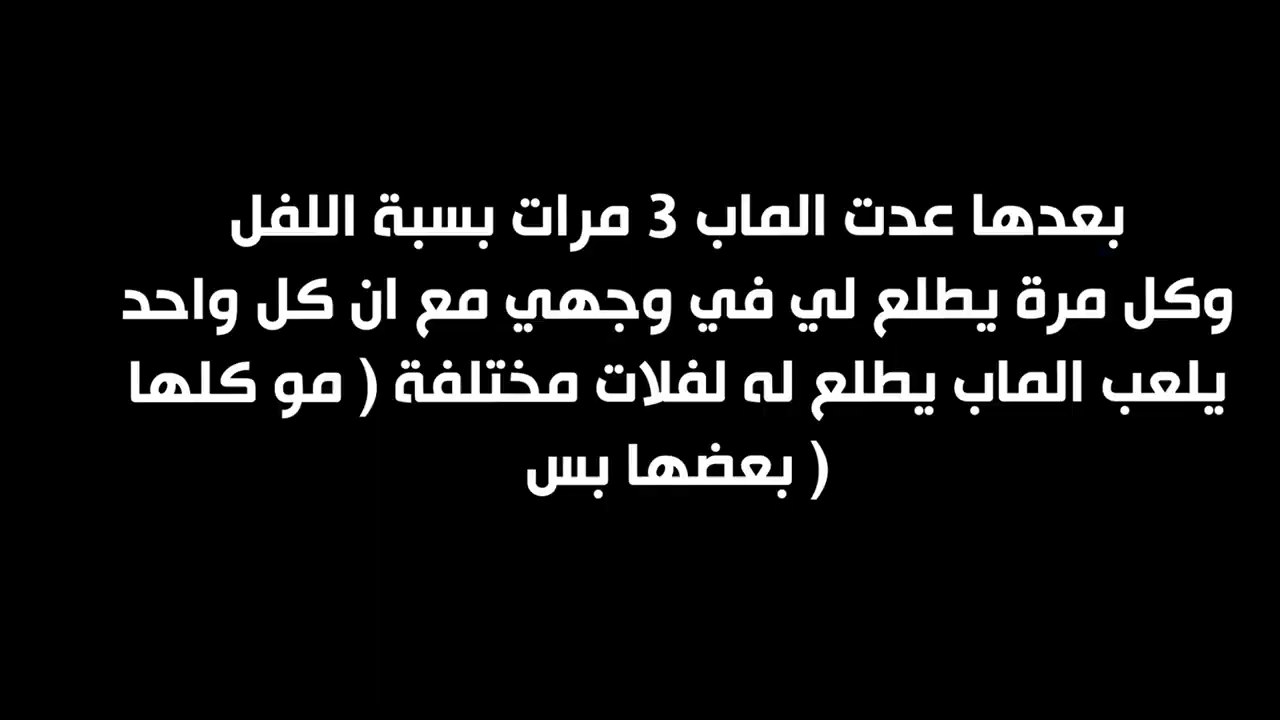 بعدها عدت الماب 3 مرات بسبة اللفل
وكل مرة يطلع لي في وجهي مع ان كل واحد
يلعب الماب يطلع له لفلات مختلفة ( مو كلها
( بعضها بس